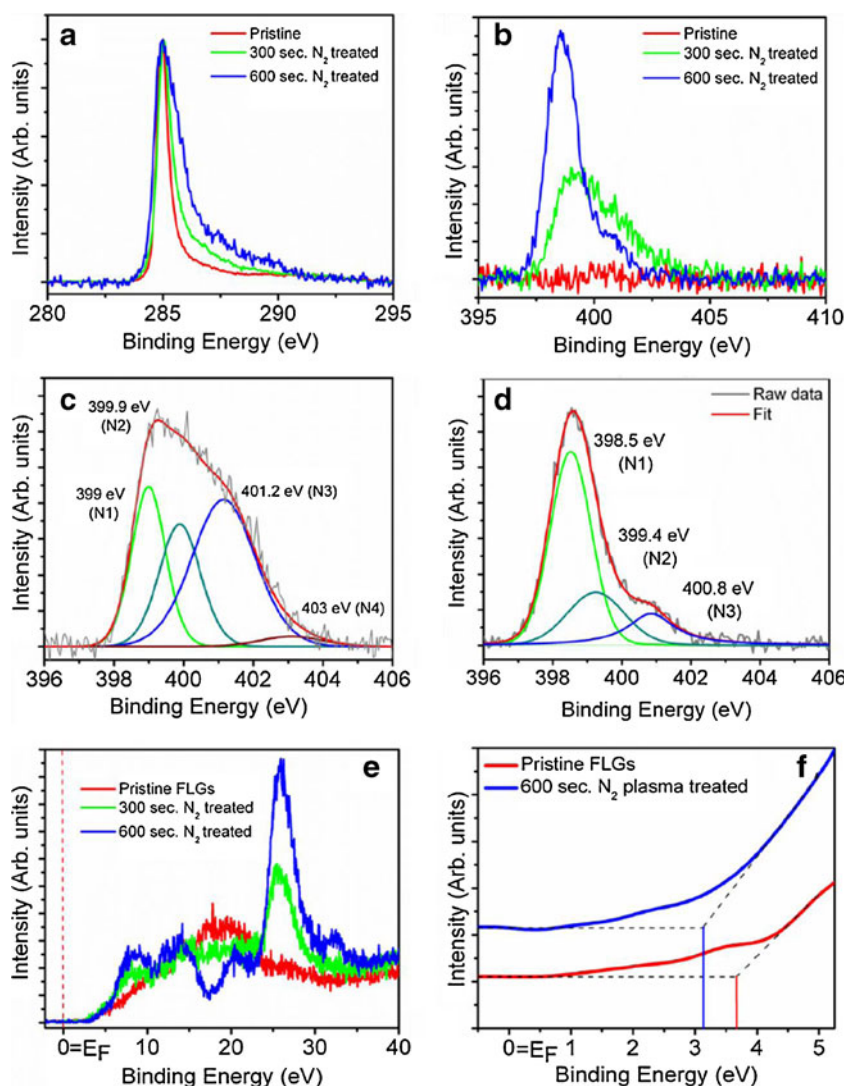 a
Pristine
300 sec. N2 treated
600 sec. N2 treated
Intensity (Arb. units)
280 285 290 295
Binding Energy (eV)
b
Pristine
300 sec. N2 treated
600 sec. N2 treated
Intensity (Arb. units)
395 400 405 410
Binding Energy (eV)
c
399.9 eV
(N2)
399 eV
(N1)
401.2 eV (N3)
403 eV (N4)
Intensity (Arb. units)
396 398 400 402 404 406
Binding Energy (eV)
d
Raw data
Fit
398.5 eV
(N1)
399.4 eV
(N2)
400.8 eV
(N3)
Intensity (Arb. units)
396 398 400 402 404 406
Binding Energy (eV)
e
Pristine FLGs
300 sec. N2 treated
600 sec. N2 treated
Intensity (Arb. units)
0=EF 10 20 30 40
Binding Energy (eV)
f
Pristine FLGs
600 sec. N2 plasma treated
Intensity (Arb. units)
0=EF 1 2 3 4 5
Binding Energy (eV)